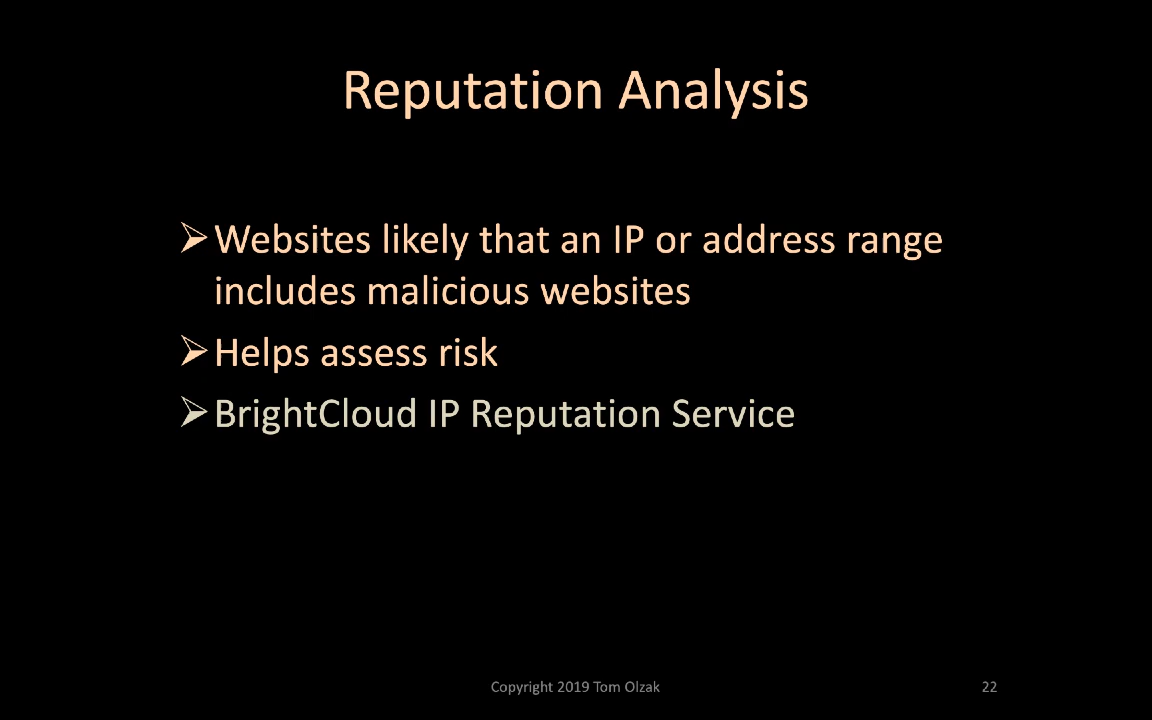 Reputation Analysis
➢Websites likely that an IP or address range
includes malicious websites
➢Helps assess risk
➢BrightCloud IP Reputation Service
Copyright 2019 Tom Olzak
22